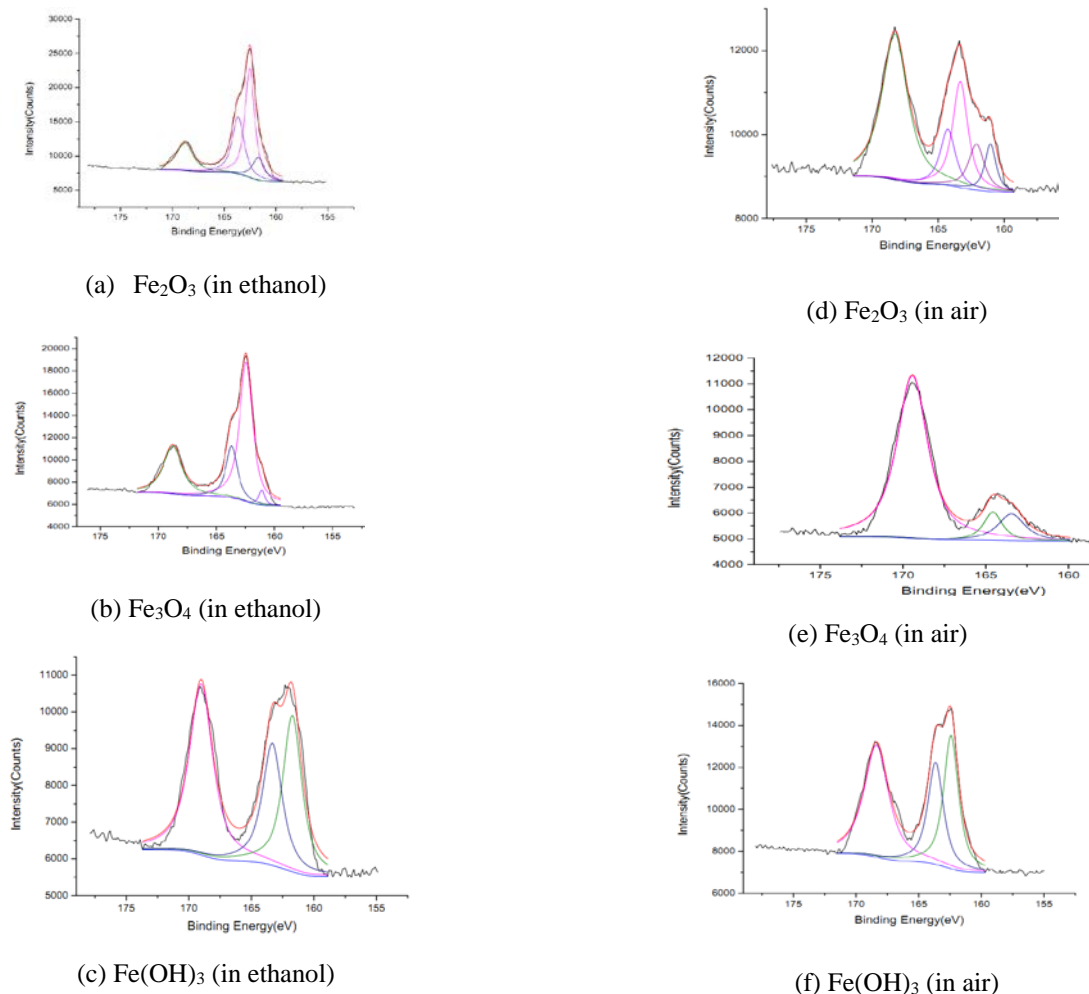 30000
25000
20000
15000
10000
5000
Intensity(Counts)
175 170 165 160 155
Binding Energy(eV)
(a) Fe₂O₃ (in ethanol)
12000
10000
8000
Intensity(Counts)
175 170 165 160
Binding Energy(eV)
(d) Fe₂O₃ (in air)
20000
18000
16000
14000
12000
10000
8000
6000
4000
Intensity(Counts)
175 170 165 160 155
Binding Energy(eV)
(b) Fe₃O₄ (in ethanol)
12000
11000
10000
9000
8000
7000
6000
5000
4000
Intensity(Counts)
175 170 165 160
Binding Energy(eV)
(e) Fe₃O₄ (in air)
11000
10000
9000
8000
7000
6000
5000
Intensity(Counts)
175 170 165 160 155
Binding Energy(eV)
(c) Fe(OH)₃ (in ethanol)
16000
14000
12000
10000
8000
6000
Intensity(Counts)
175 170 165 160 155
Binding Energy(eV)
(f) Fe(OH)₃ (in air)